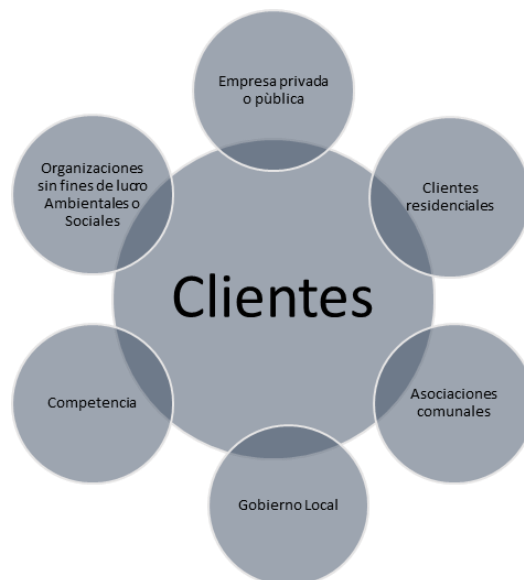 Empresa privada
o pùblica
Organizaciones
sin fines de lucro
Ambientales o
Sociales
Clientes
residenciales
Clientes
Competencia
Asociaciones
comunales
Gobierno Local